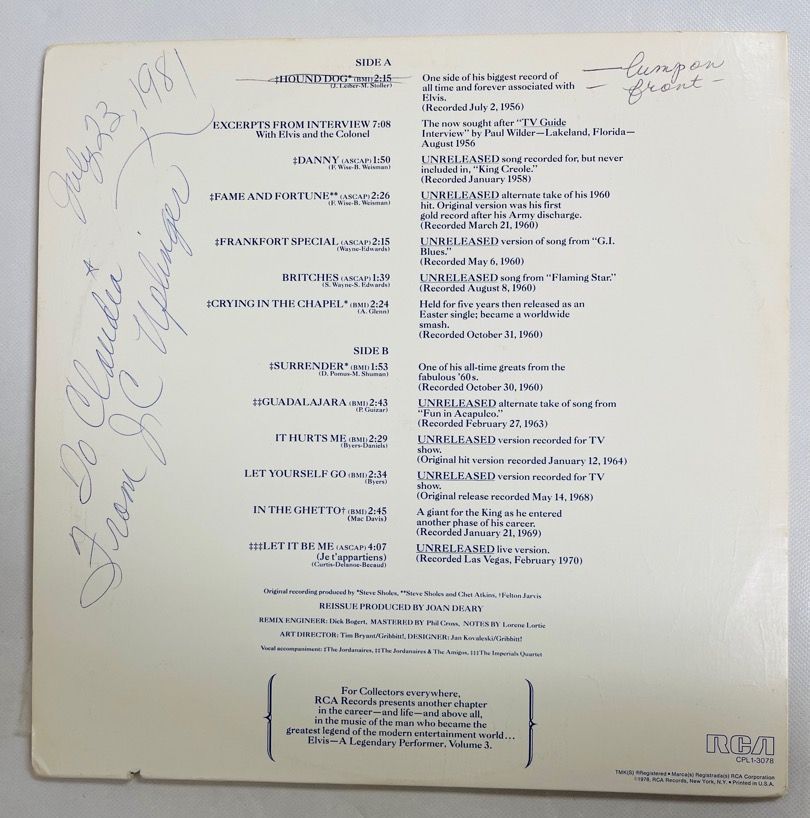 July 23, 1981
To Claudia
From JC Uplinger
— lump on
— front —
SIDE A
‡HOUND DOG* (BMI) 2:15
(J. Leiber-M. Stoller)
One side of his biggest record of
all time and forever associated with
Elvis.
(Recorded July 2, 1956)
EXCERPTS FROM INTERVIEW 7:08
With Elvis and the Colonel
The now sought after “TV Guide
Interview” by Paul Wilder—Lakeland, Florida—
August 1956
‡DANNY (ASCAP) 1:50
(F. Wise-B. Weisman)
UNRELEASED song recorded for, but never
included in, “King Creole.”
(Recorded January 1958)
‡FAME AND FORTUNE** (ASCAP) 2:26
(F. Wise-B. Weisman)
UNRELEASED alternate take of his 1960
hit. Original version was his first
gold record after his Army discharge.
(Recorded March 21, 1960)
‡FRANKFORT SPECIAL (ASCAP) 2:15
(Wayne-Edwards)
UNRELEASED version of song from “G.I.
Blues.”
(Recorded May 6, 1960)
BRITCHES (ASCAP) 1:39
(S. Wayne-S. Edwards)
UNRELEASED song from “Flaming Star.”
(Recorded August 8, 1960)
‡CRYING IN THE CHAPEL* (BMI) 2:24
(A. Glenn)
Held for five years then released as an
Easter single; became a worldwide
smash.
(Recorded October 31, 1960)
SIDE B
‡SURRENDER* (BMI) 1:53
(D. Pomus-M. Shuman)
One of his all-time greats from the
fabulous ’60s.
(Recorded October 30, 1960)
‡‡GUADALAJARA (BMI) 2:43
(P. Guizar)
UNRELEASED alternate take of song from
“Fun in Acapulco.”
(Recorded February 27, 1963)
IT HURTS ME (BMI) 2:29
(Byers-Daniels)
UNRELEASED version recorded for TV
show.
(Original hit version recorded January 12, 1964)
LET YOURSELF GO (BMI) 2:34
(Byers)
UNRELEASED version recorded for TV
show.
(Original release recorded May 14, 1968)
IN THE GHETTO† (BMI) 2:45
(Mac Davis)
A giant for the King as he entered
another phase of his career.
(Recorded January 21, 1969)
‡‡‡LET IT BE ME (ASCAP) 4:07
(Je t’appartiens)
(Curtis-Delanoe-Becaud)
UNRELEASED live version.
(Recorded Las Vegas, February 1970)
Original recording produced by *Steve Sholes, **Steve Sholes and Chet Atkins, †Felton Jarvis
REISSUE PRODUCED BY JOAN DEARY
REMIX ENGINEER: Dick Bogert, MASTERED BY Phil Cross, NOTES BY Lorene Lortie
ART DIRECTOR: Tim Bryant/Gribbitt!, DESIGNER: Jan Kovaleski/Gribbitt!
Vocal accompaniment: ‡The Jordanaires, ‡‡The Jordanaires & The Amigos, ‡‡‡The Imperials Quartet
For Collectors everywhere,
RCA Records presents another chapter
in the career—and life—and above all,
in the music of the man who became the
greatest legend of the modern entertainment world...
Elvis—A Legendary Performer, Volume 3.
RCA
CPL1-3078
TMK(S) ®Registered • Marca(s) Registrada(s) RCA Corporation
©1978, RCA Records, New York, N.Y. • Printed in U.S.A.